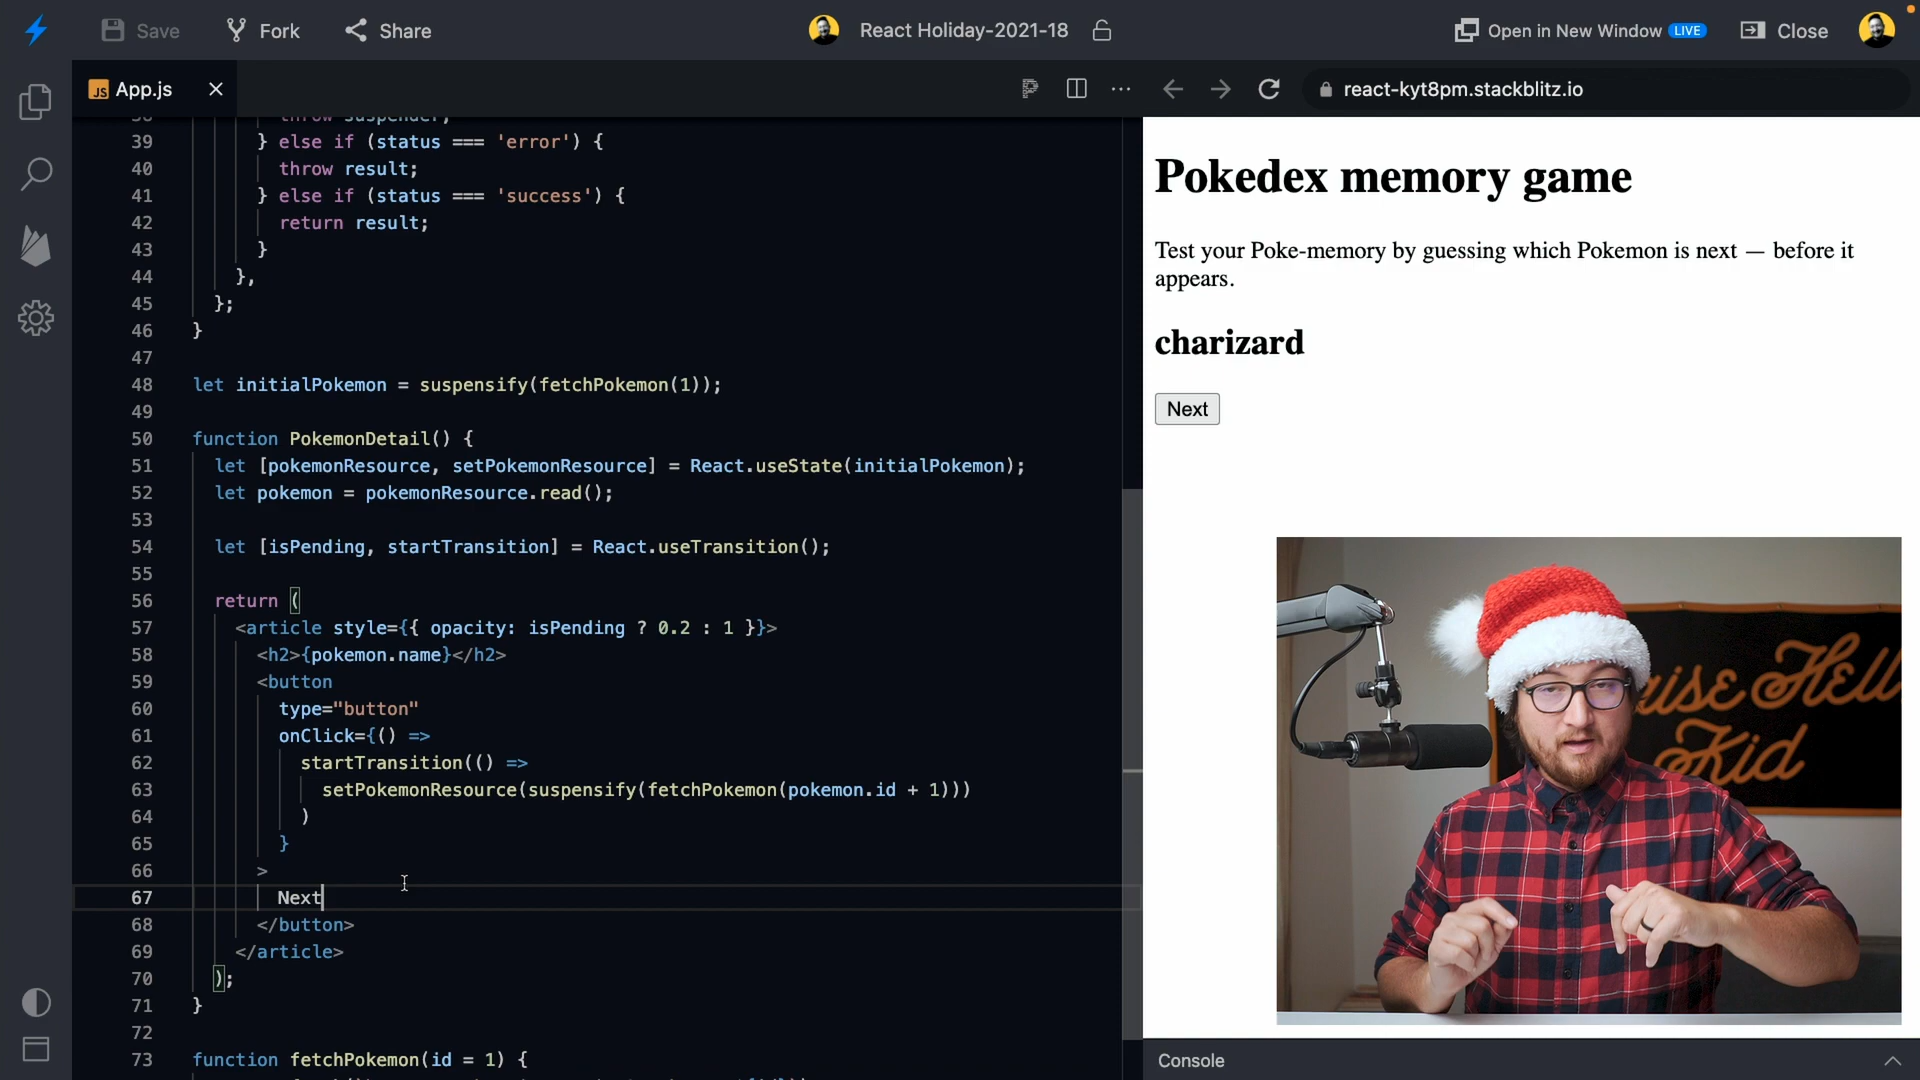 Save
Fork
Share
React Holiday-2021-18
Open in New Window LIVE
Close
JS App.js
react-kyt8pm.stackblitz.io
38 throw suspender;
39 } else if (status === 'error') {
40 throw result;
41 } else if (status === 'success') {
42 return result;
43 }
44 },
45 };
46 }
47
48 let initialPokemon = suspensify(fetchPokemon(1));
49
50 function PokemonDetail() {
51 let [pokemonResource, setPokemonResource] = React.useState(initialPokemon);
52 let pokemon = pokemonResource.read();
53
54 let [isPending, startTransition] = React.useTransition();
55
56 return (
57 <article style={{ opacity: isPending ? 0.2 : 1 }}>
58 <h2>{pokemon.name}</h2>
59 <button
60 type="button"
61 onClick={() =>
62 startTransition(() =>
63 setPokemonResource(suspensify(fetchPokemon(pokemon.id + 1)))
64 )
65 }
66 >
67 Next
68 </button>
69 </article>
70 );
71 }
72
73 function fetchPokemon(id = 1) {
Pokedex memory game
Test your Poke-memory by guessing which Pokemon is next — before it
appears.
charizard
Next
Hell
Kid
Console